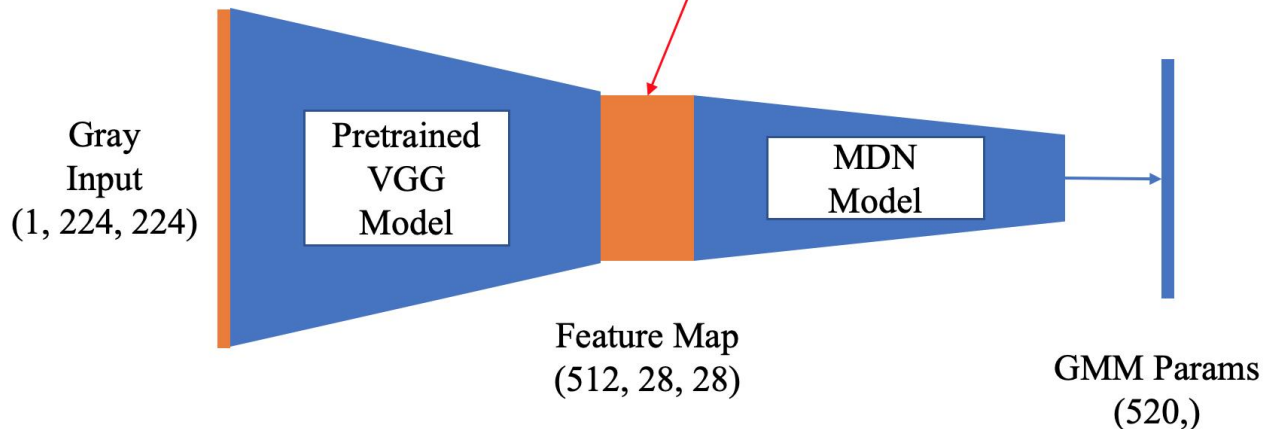 Gray
Input
(1, 224, 224)
Pretrained
VGG
Model
Feature Map
(512, 28, 28)
MDN
Model
GMM Params
(520,)